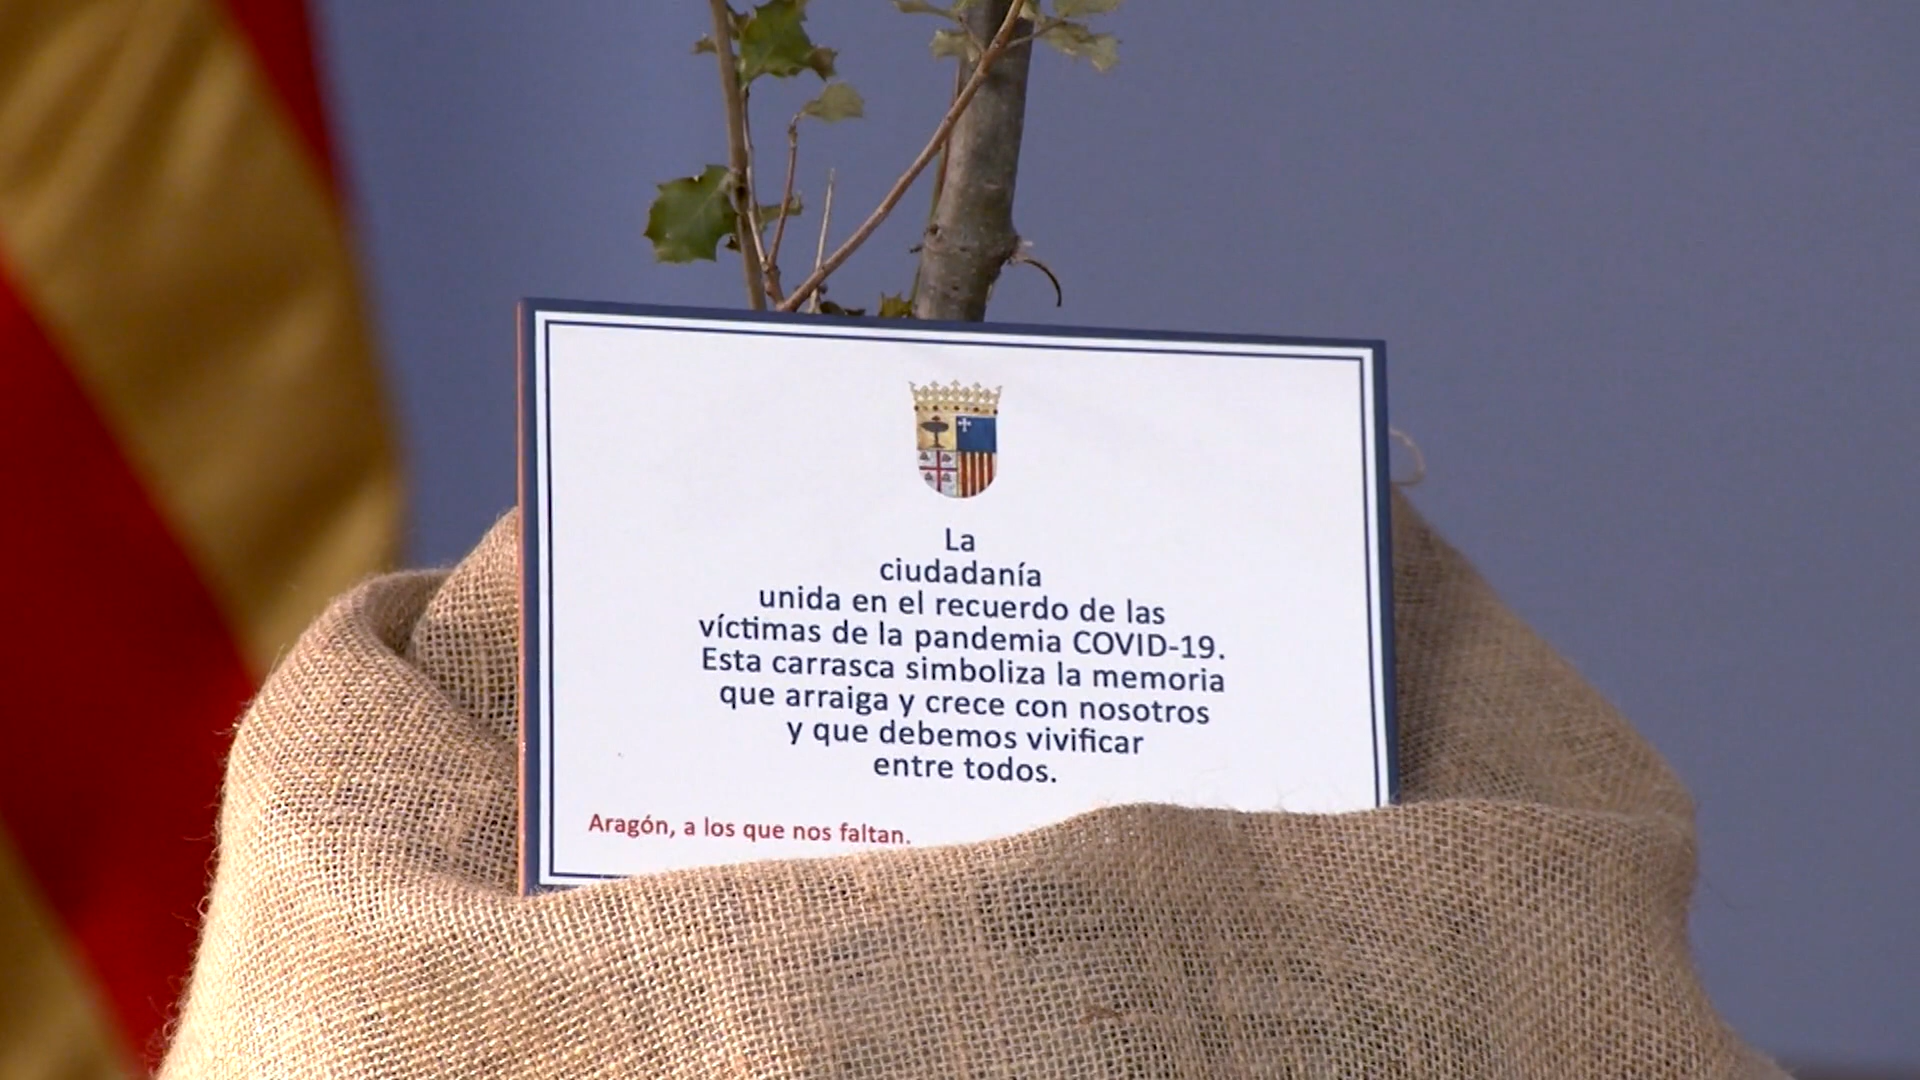 La
ciudadanía
unida en el recuerdo de las
víctimas de la pandemia COVID-19.
Esta carrasca simboliza la memoria
que arraiga y crece con nosotros
y que debemos vivificar
entre todos.
Aragón, a los que nos faltan.